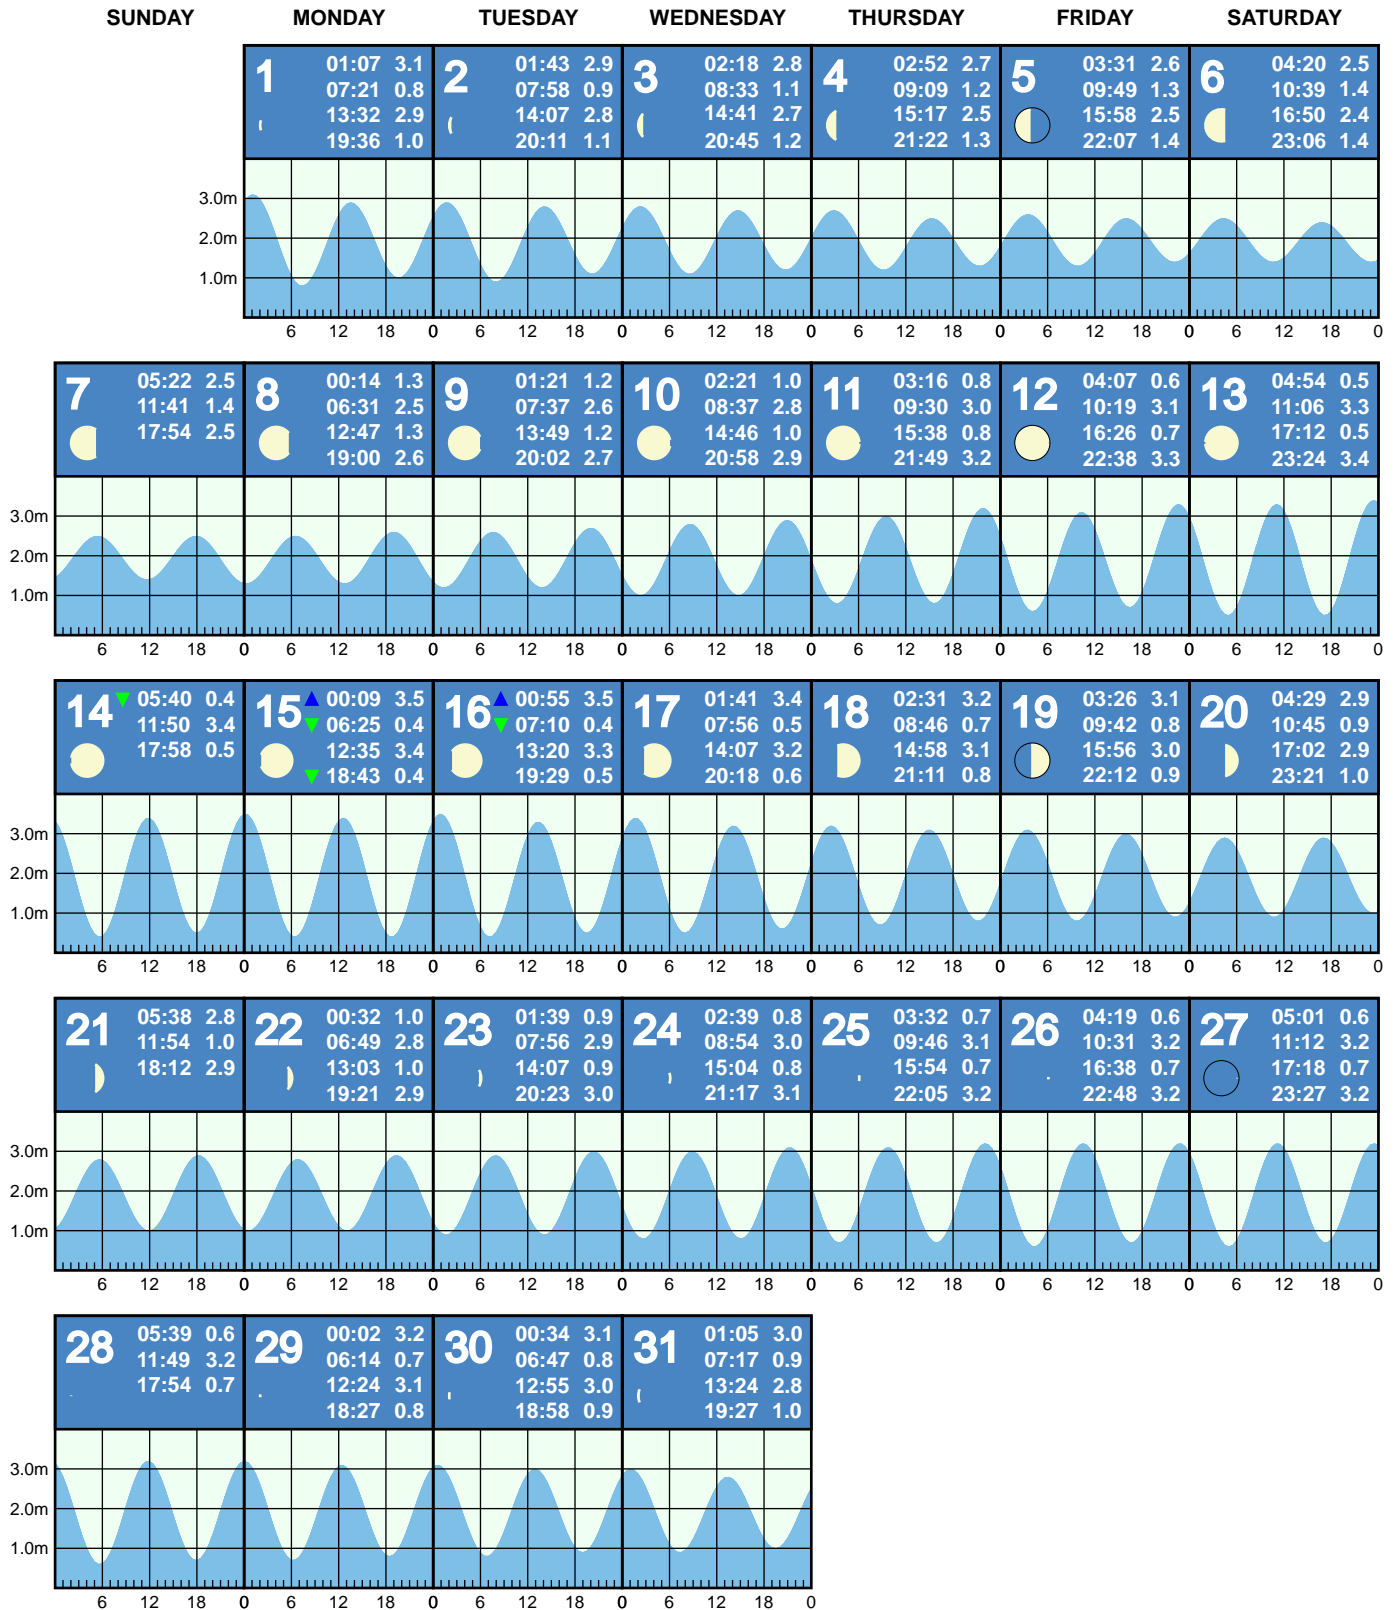 SUNDAY MONDAY TUESDAY WEDNESDAY THURSDAY FRIDAY SATURDAY
1 01:07 3.1
07:21 0.8
13:32 2.9
19:36 1.0
2 01:43 2.9
07:58 0.9
14:07 2.8
20:11 1.1
3 02:18 2.8
08:33 1.1
14:41 2.7
20:45 1.2
4 02:52 2.7
09:09 1.2
15:17 2.5
21:22 1.3
5 03:31 2.6
09:49 1.3
15:58 2.5
22:07 1.4
6 04:20 2.5
10:39 1.4
16:50 2.4
23:06 1.4
3.0m
2.0m
1.0m
6 12 18 0 6 12 18 0 6 12 18 0 6 12 18 0 6 12 18 0 6 12 18 0
7 05:22 2.5
11:41 1.4
17:54 2.5
8 00:14 1.3
06:31 2.5
12:47 1.3
19:00 2.6
9 01:21 1.2
07:37 2.6
13:49 1.2
20:02 2.7
10 02:21 1.0
08:37 2.8
14:46 1.0
20:58 2.9
11 03:16 0.8
09:30 3.0
15:38 0.8
21:49 3.2
12 04:07 0.6
10:19 3.1
16:26 0.7
22:38 3.3
13 04:54 0.5
11:06 3.3
17:12 0.5
23:24 3.4
3.0m
2.0m
1.0m
6 12 18 0 6 12 18 0 6 12 18 0 6 12 18 0 6 12 18 0 6 12 18 0 6 12 18 0
14 05:40 0.4
11:50 3.4
17:58 0.5
15 00:09 3.5
06:25 0.4
12:35 3.4
18:43 0.4
16 00:55 3.5
07:10 0.4
13:20 3.3
19:29 0.5
17 01:41 3.4
07:56 0.5
14:07 3.2
20:18 0.6
18 02:31 3.2
08:46 0.7
14:58 3.1
21:11 0.8
19 03:26 3.1
09:42 0.8
15:56 3.0
22:12 0.9
20 04:29 2.9
10:45 0.9
17:02 2.9
23:21 1.0
3.0m
2.0m
1.0m
6 12 18 0 6 12 18 0 6 12 18 0 6 12 18 0 6 12 18 0 6 12 18 0 6 12 18 0
21 05:38 2.8
11:54 1.0
18:12 2.9
22 00:32 1.0
06:49 2.8
13:03 1.0
19:21 2.9
23 01:39 0.9
07:56 2.9
14:07 0.9
20:23 3.0
24 02:39 0.8
08:54 3.0
15:04 0.8
21:17 3.1
25 03:32 0.7
09:46 3.1
15:54 0.7
22:05 3.2
26 04:19 0.6
10:31 3.2
16:38 0.7
22:48 3.2
27 05:01 0.6
11:12 3.2
17:18 0.7
23:27 3.2
3.0m
2.0m
1.0m
6 12 18 0 6 12 18 0 6 12 18 0 6 12 18 0 6 12 18 0 6 12 18 0 6 12 18 0
28 05:39 0.6
11:49 3.2
17:54 0.7
29 00:02 3.2
06:14 0.7
12:24 3.1
18:27 0.8
30 00:34 3.1
06:47 0.8
12:55 3.0
18:58 0.9
31 01:05 3.0
07:17 0.9
13:24 2.8
19:27 1.0
3.0m
2.0m
1.0m
6 12 18 0 6 12 18 0 6 12 18 0 6 12 18 0